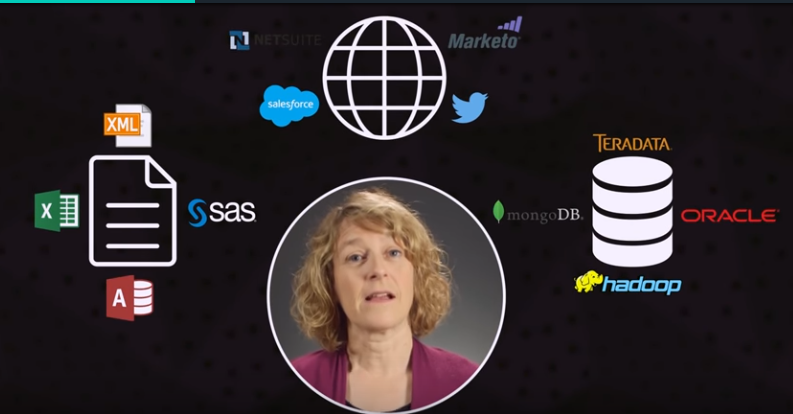 NETSUITE
Marketo
salesforce
XML
TERADATA
X
sas
mongoDB
ORACLE
A
hadoop